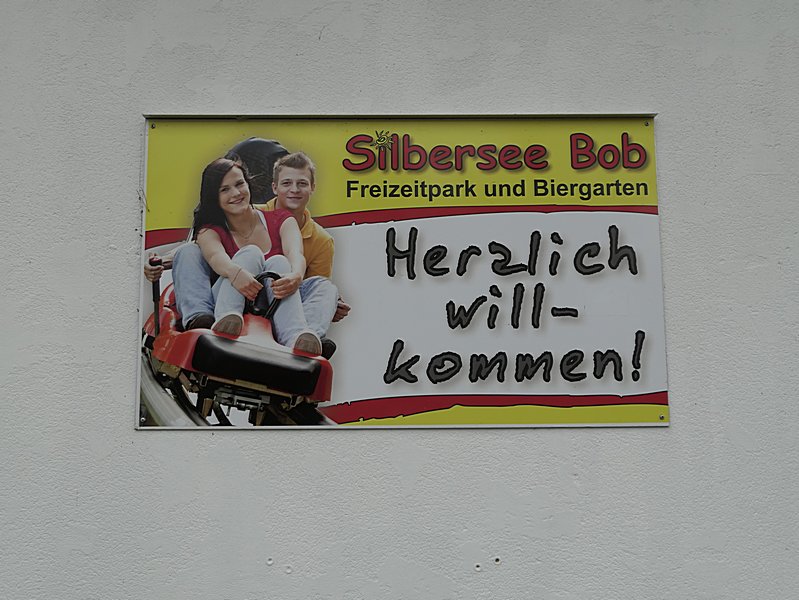 Silbersee Bob
Freizeitpark und Biergarten
Herzlich
will-
kommen!